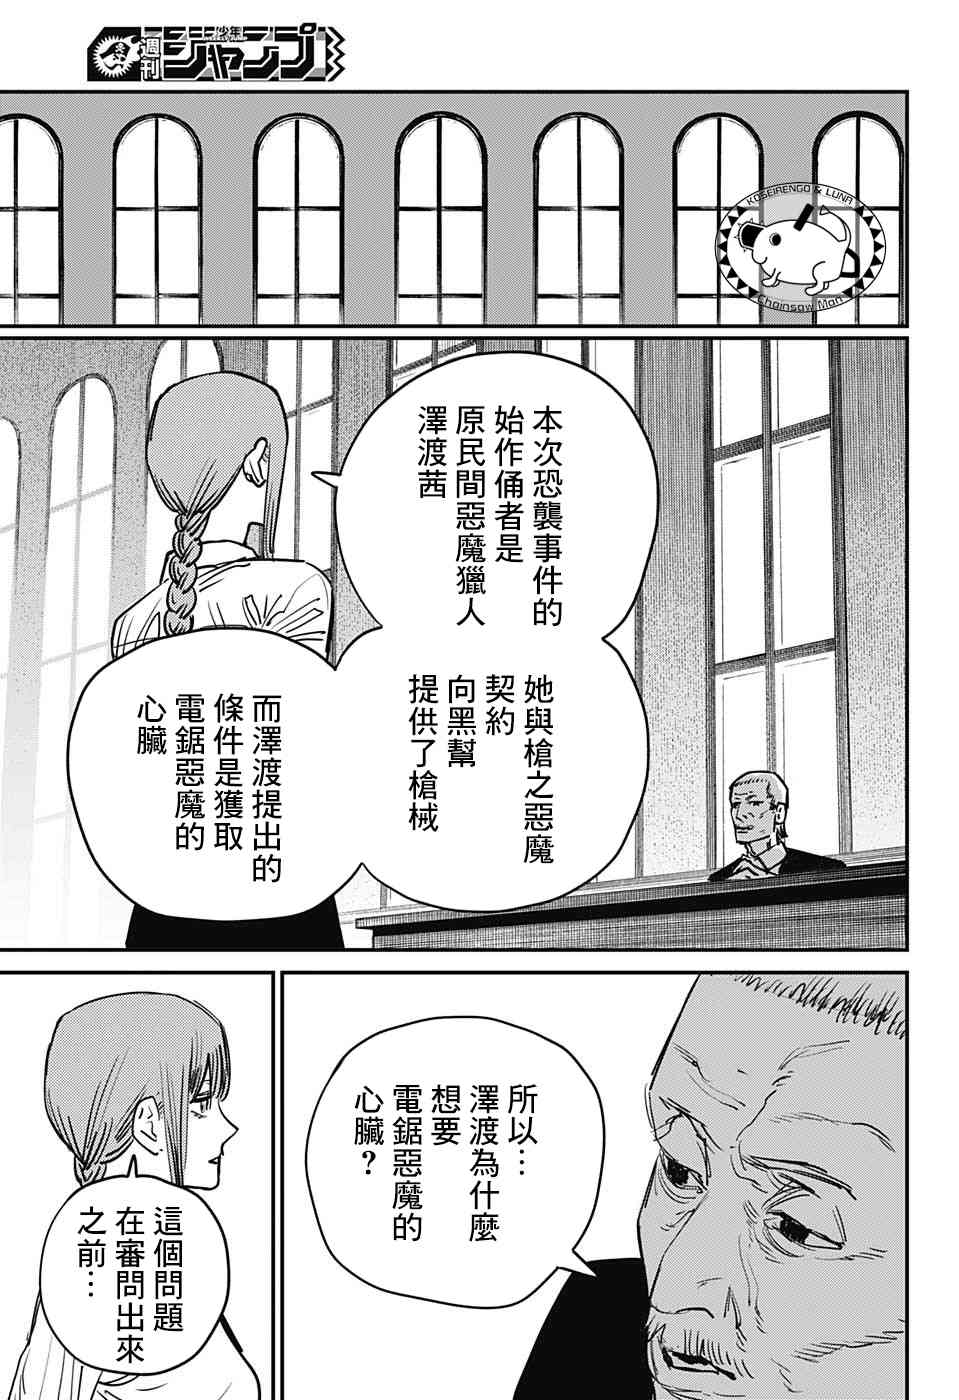 週刊
少年
ジャンプ
KOSEIRENGO & LUNA
Chainsaw Man
本次恐襲事件的
始作俑者是
原民間惡魔獵人
澤渡茜
她與槍之惡魔
契約
向黑幫
提供了槍械
而澤渡提出的
條件是獲取
電鋸惡魔的
心臟
所以…
澤渡為什麼
想要
電鋸惡魔的
心臟?
這個問題
在審問出來
之前…